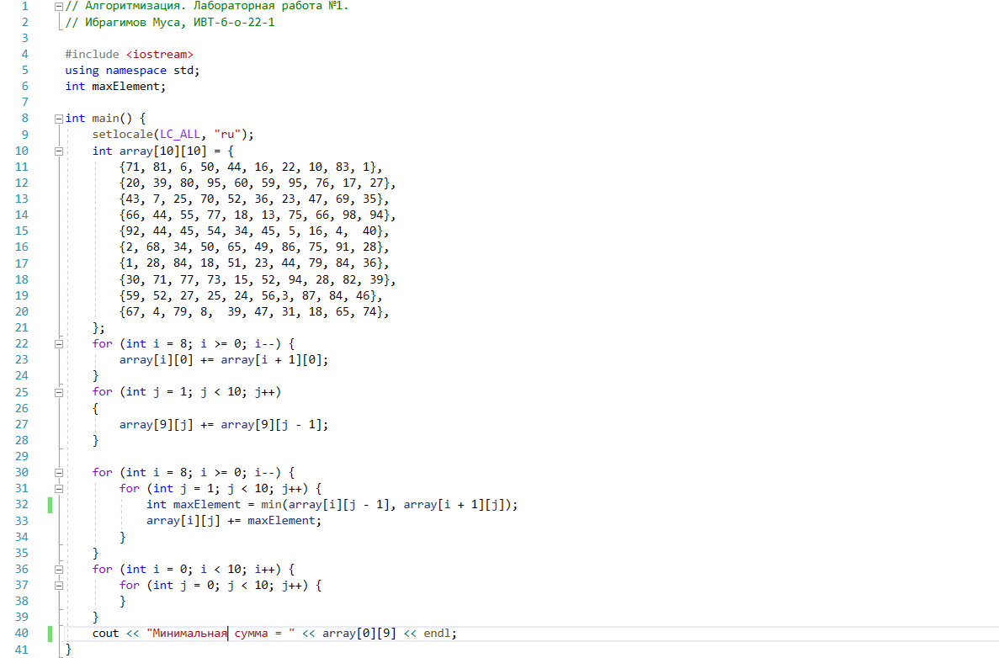 1 // Алгоритмизация. Лабораторная работа №1.
2 // Ибрагимов Муса, ИВТ-б-о-22-1
3
4 #include <iostream>
5 using namespace std;
6 int maxElement;
7
8 int main() {
9 setlocale(LC_ALL, "ru");
10 int array[10][10] = {
11 {71, 81, 6, 50, 44, 16, 22, 10, 83, 1},
12 {20, 39, 80, 95, 60, 59, 95, 76, 17, 27},
13 {43, 7, 25, 70, 52, 36, 23, 47, 69, 35},
14 {66, 44, 55, 77, 18, 13, 75, 66, 98, 94},
15 {92, 44, 45, 54, 34, 45, 5, 16, 4,  40},
16 {2, 68, 34, 50, 65, 49, 86, 75, 91, 28},
17 {1, 28, 84, 18, 51, 23, 44, 79, 84, 36},
18 {30, 71, 77, 73, 15, 52, 94, 28, 82, 39},
19 {59, 52, 27, 25, 24, 56,3, 87, 84, 46},
20 {67, 4, 79, 8,  39, 47, 31, 18, 65, 74},
21 };
22 for (int i = 8; i >= 0; i--) {
23 array[i][0] += array[i + 1][0];
24 }
25 for (int j = 1; j < 10; j++)
26 {
27 array[9][j] += array[9][j - 1];
28 }
29
30 for (int i = 8; i >= 0; i--) {
31 for (int j = 1; j < 10; j++) {
32 int maxElement = min(array[i][j - 1], array[i + 1][j]);
33 array[i][j] += maxElement;
34 }
35 }
36 for (int i = 0; i < 10; i++) {
37 for (int j = 0; j < 10; j++) {
38 }
39 }
40 cout << "Минимальная сумма = " << array[0][9] << endl;
41 }